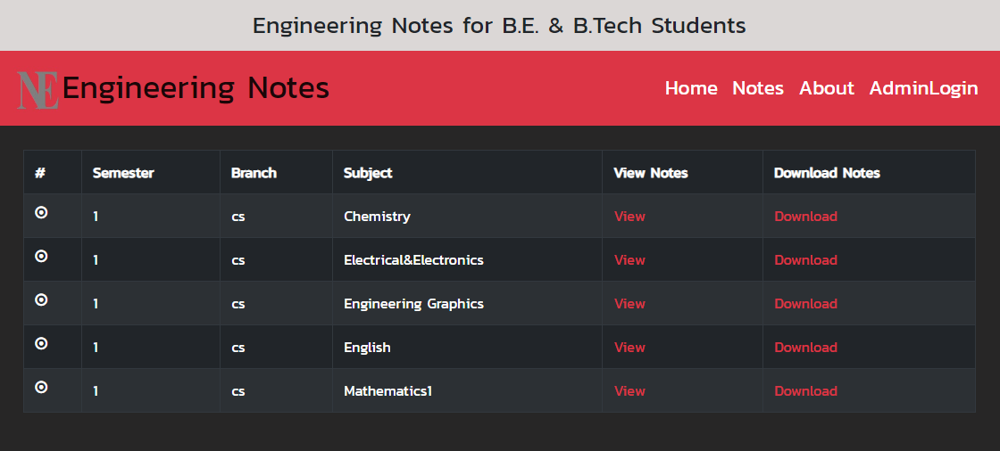 Engineering Notes for B.E. & B.Tech Students
NE Engineering Notes Home Notes About AdminLogin
# Semester Branch Subject View Notes Download Notes
1 cs Chemistry View Download
1 cs Electrical&Electronics View Download
1 cs Engineering Graphics View Download
1 cs English View Download
1 cs Mathematics1 View Download